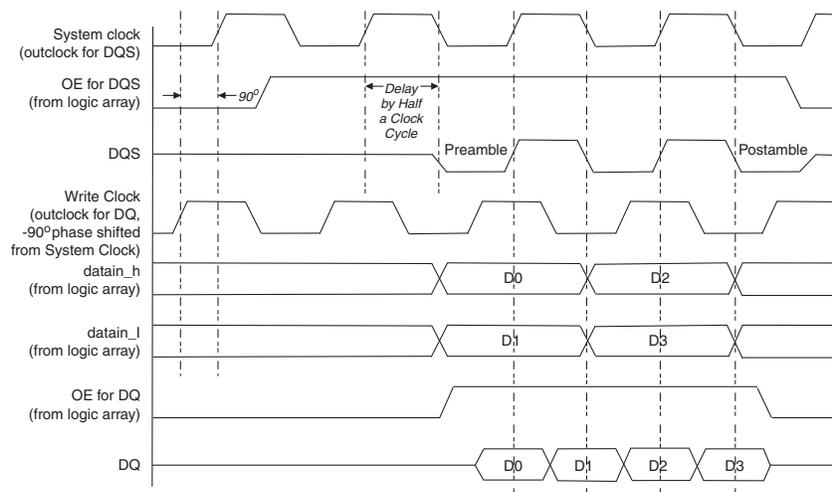 System clock
(outclock for DQS)
OE for DQS
(from logic array)
90°
Delay
by Half
a Clock
Cycle
DQS
Preamble
Postamble
Write Clock
(outclock for DQ,
-90° phase shifted
from System Clock)
datain_h
(from logic array)
D0
D2
datain_l
(from logic array)
D1
D3
OE for DQ
(from logic array)
DQ
D0
D1
D2
D3